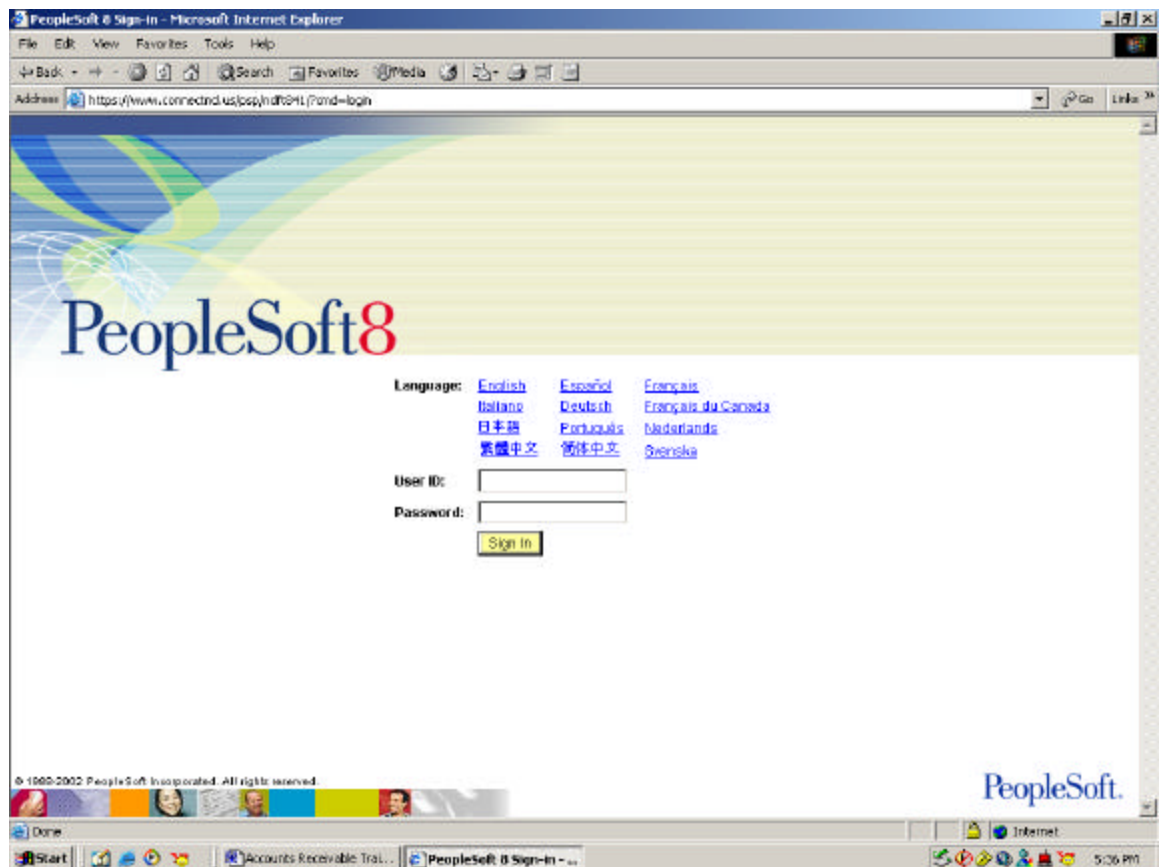 PeopleSoft 8 Sign-in - Microsoft Internet Explorer
File Edit View Favorites Tools Help
Back Search Favorites Media
Address https://www.connectnd.us/psp/ndft841/?cmd=login Go Links
PeopleSoft8
Language: English Español Français
Italiano Deutsch Français du Canada
日本語 Português Nederlands
繁體中文 简体中文 Svenska
User ID:
Password:
Sign In
© 1989-2002 PeopleSoft Incorporated. All rights reserved.
PeopleSoft.
Done Internet
Start Accounts Receivable Trai... PeopleSoft 8 Sign-in - ... 5:36 PM